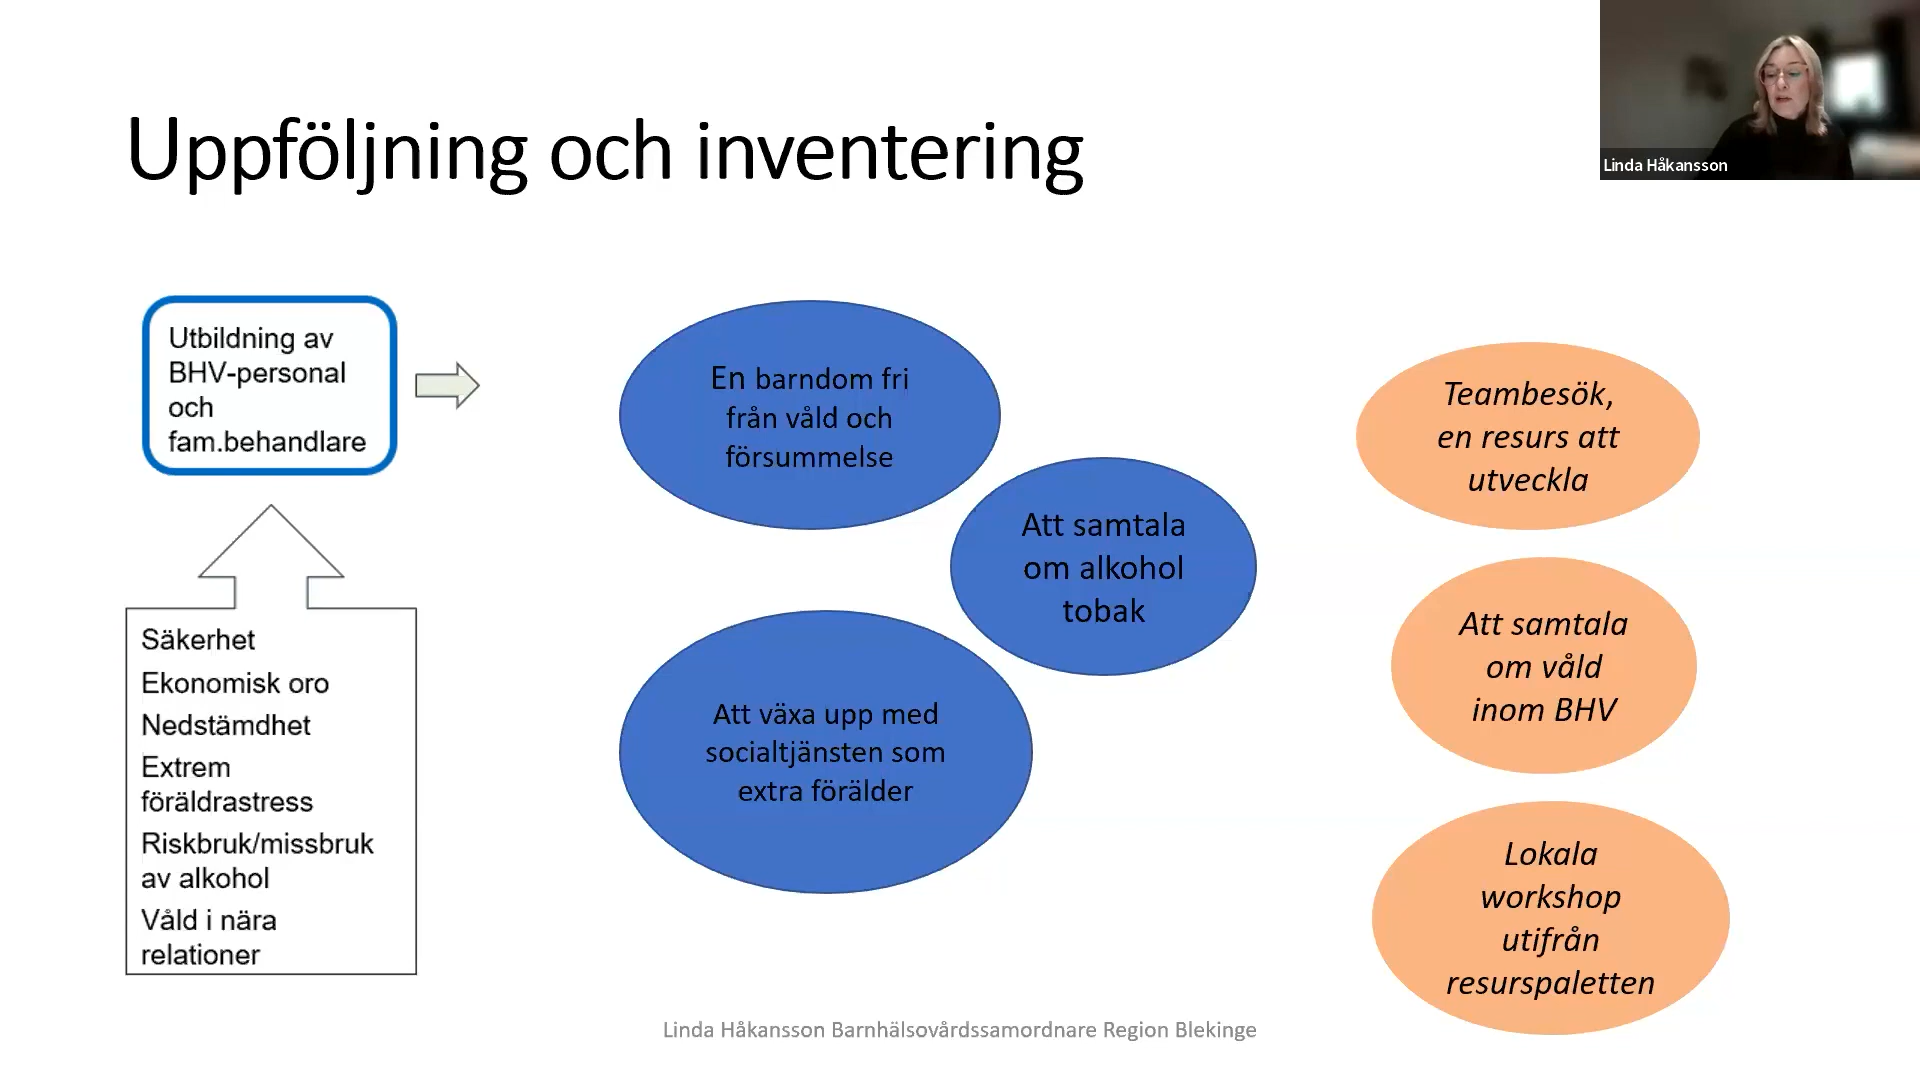 Uppföljning och inventering
Linda Håkansson
Utbildning av
BHV-personal
och
fam.behandlare
Säkerhet
Ekonomisk oro
Nedstämdhet
Extrem
föräldrastress
Riskbruk/missbruk
av alkohol
Våld i nära
relationer
En barndom fri
från våld och
försummelse
Att samtala
om alkohol
tobak
Att växa upp med
socialtjänsten som
extra förälder
Teambesök,
en resurs att
utveckla
Att samtala
om våld
inom BHV
Lokala
workshop
utifrån
resurspaletten
Linda Håkansson Barnhälsovårdssamordnare Region Blekinge